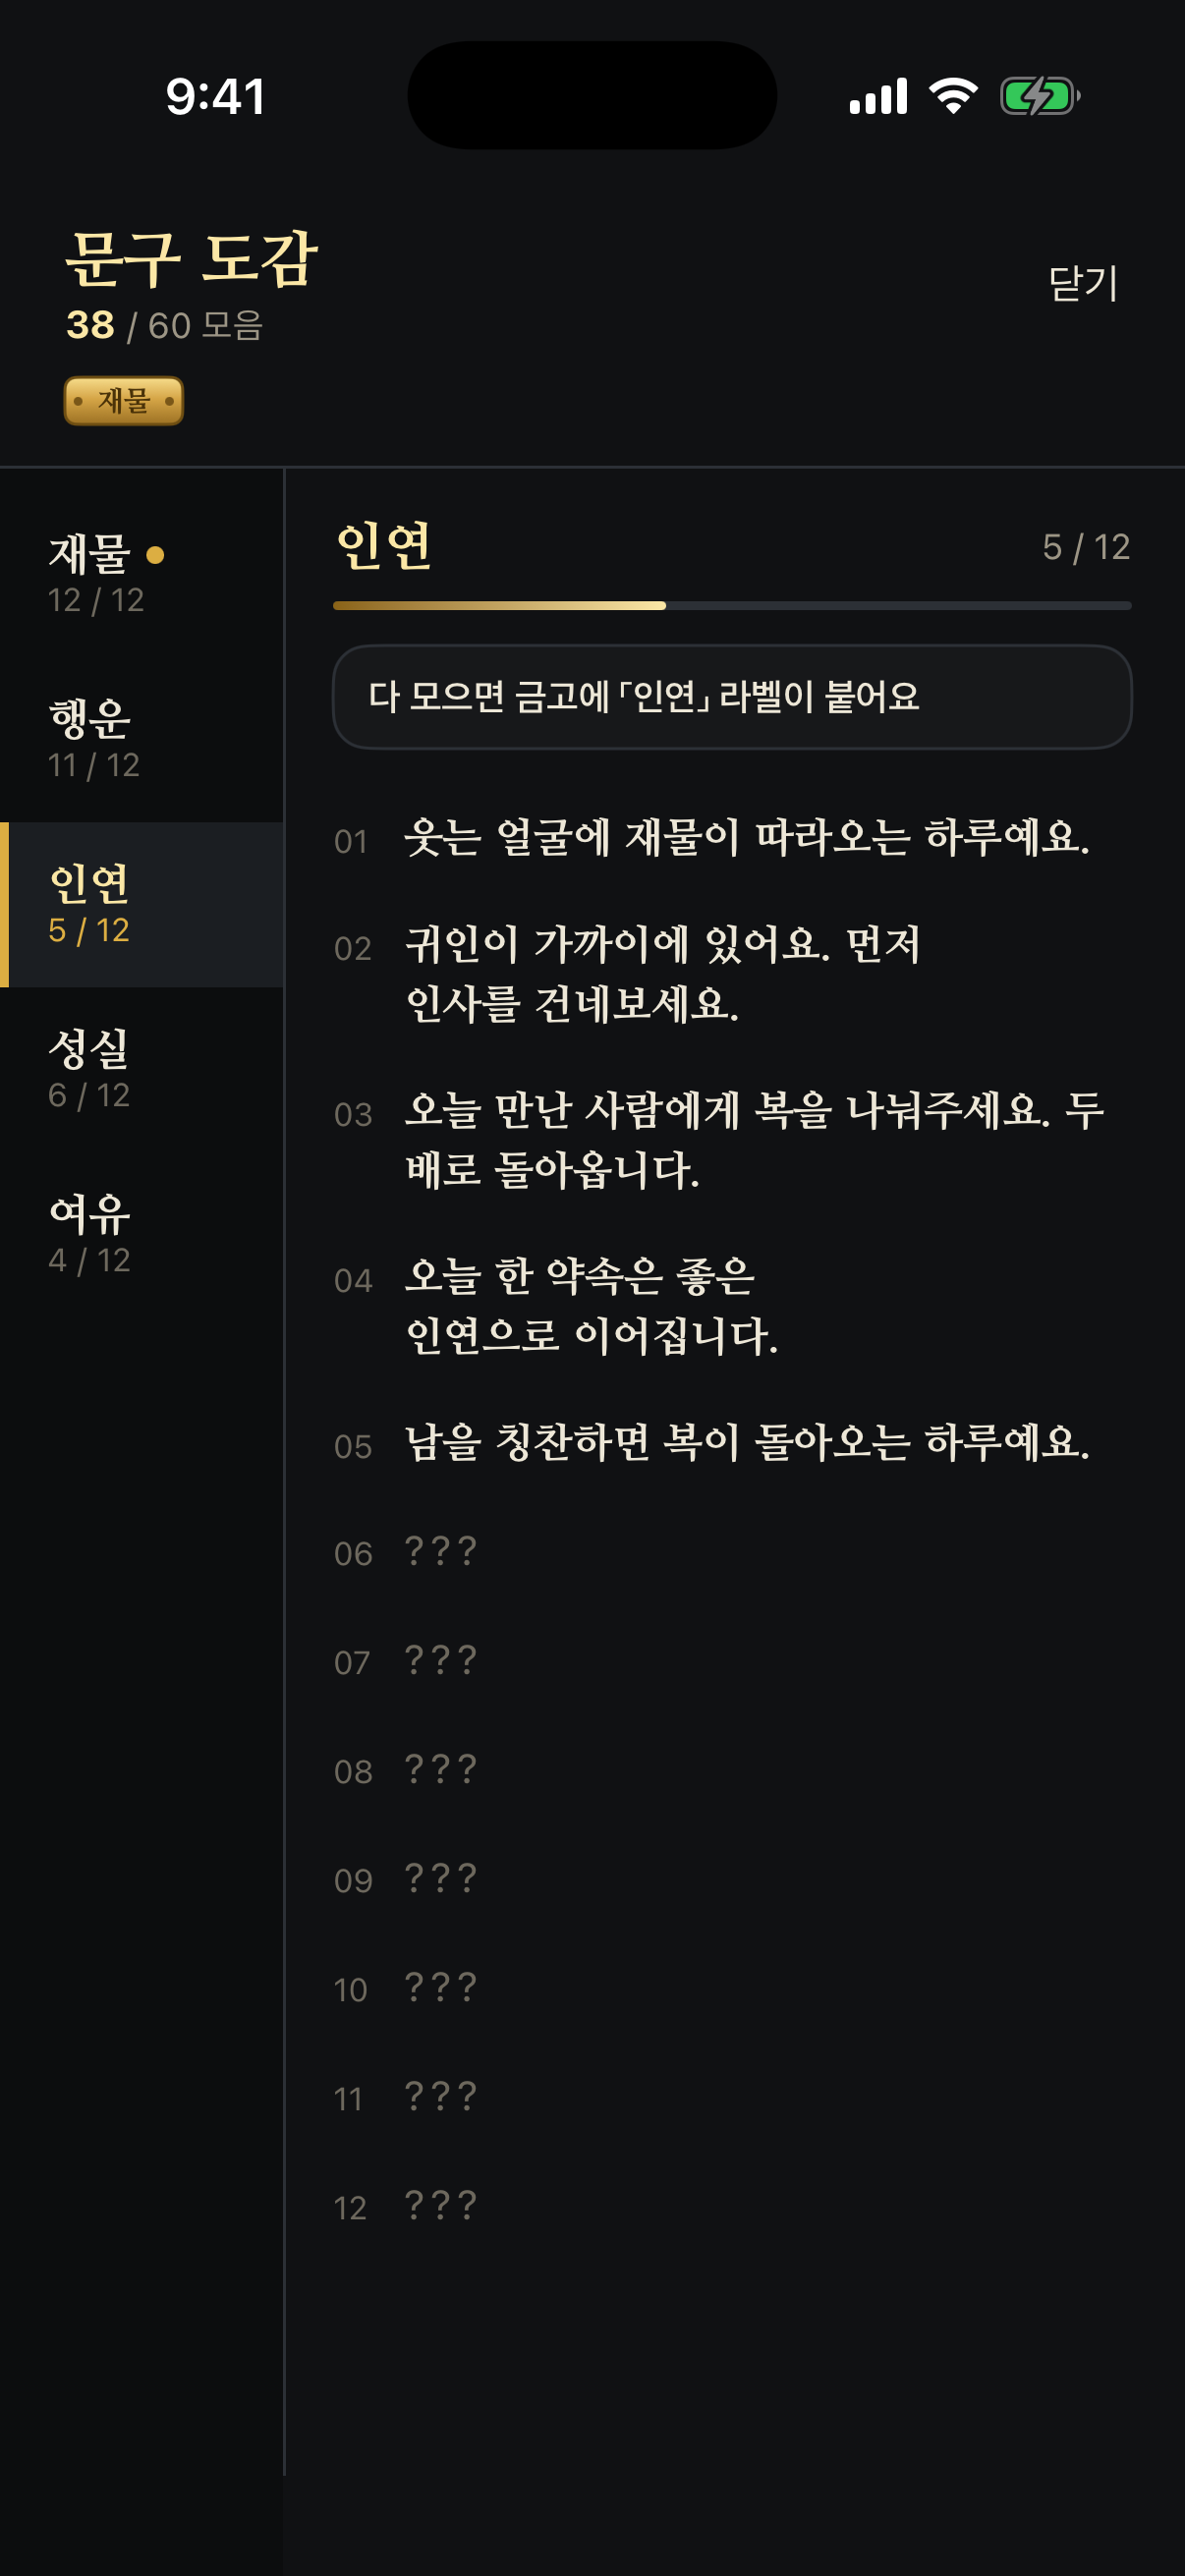 9:41
문구 도감
닫기
38 / 60 모음
재물
재물
12 / 12
행운
11 / 12
인연
5 / 12
성실
6 / 12
여유
4 / 12
인연
5 / 12
다 모으면 금고에 「인연」 라벨이 붙어요
01 웃는 얼굴에 재물이 따라오는 하루예요.
02 귀인이 가까이에 있어요. 먼저
인사를 건네보세요.
03 오늘 만난 사람에게 복을 나눠주세요. 두
배로 돌아옵니다.
04 오늘 한 약속은 좋은
인연으로 이어집니다.
05 남을 칭찬하면 복이 돌아오는 하루예요.
06 ???
07 ???
08 ???
09 ???
10 ???
11 ???
12 ???